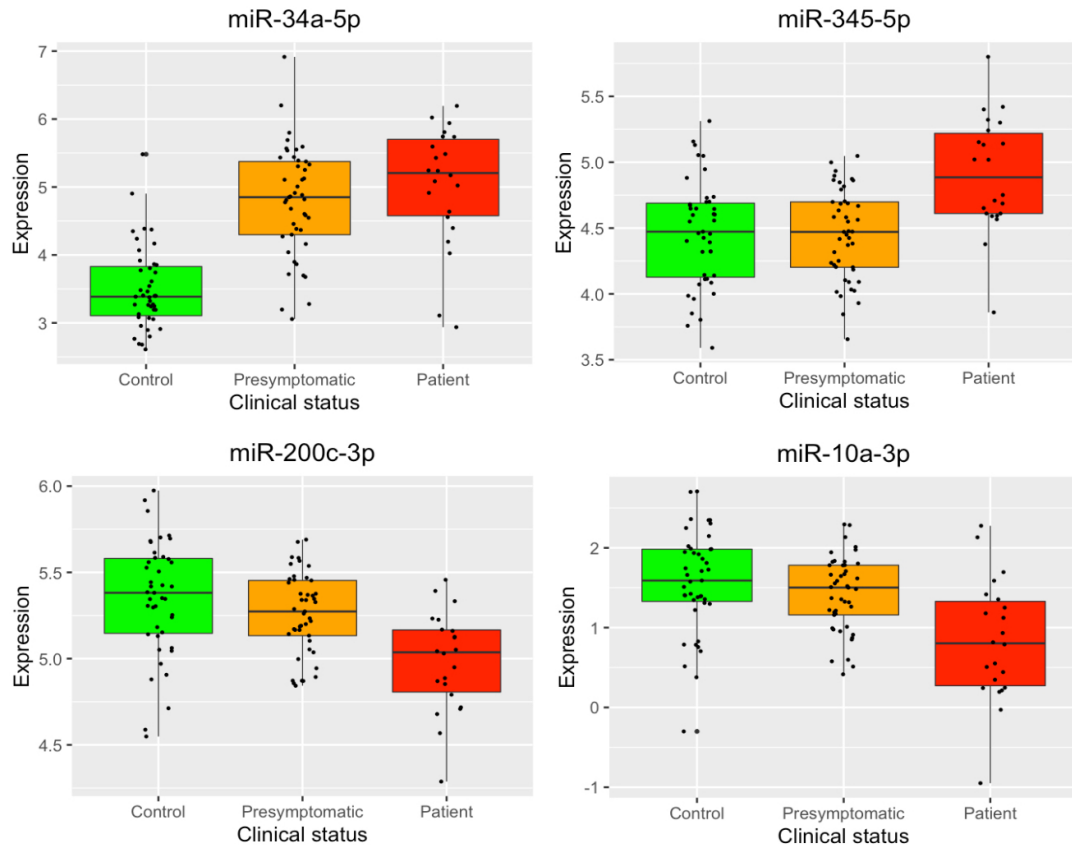 miR-34a-5p
7
6
5
4
3
Expression
Control Presymptomatic Patient
Clinical status
miR-345-5p
5.5
5.0
4.5
4.0
3.5
Expression
Control Presymptomatic Patient
Clinical status
miR-200c-3p
6.0
5.5
5.0
4.5
Expression
Control Presymptomatic Patient
Clinical status
miR-10a-3p
2
1
0
-1
Expression
Control Presymptomatic Patient
Clinical status